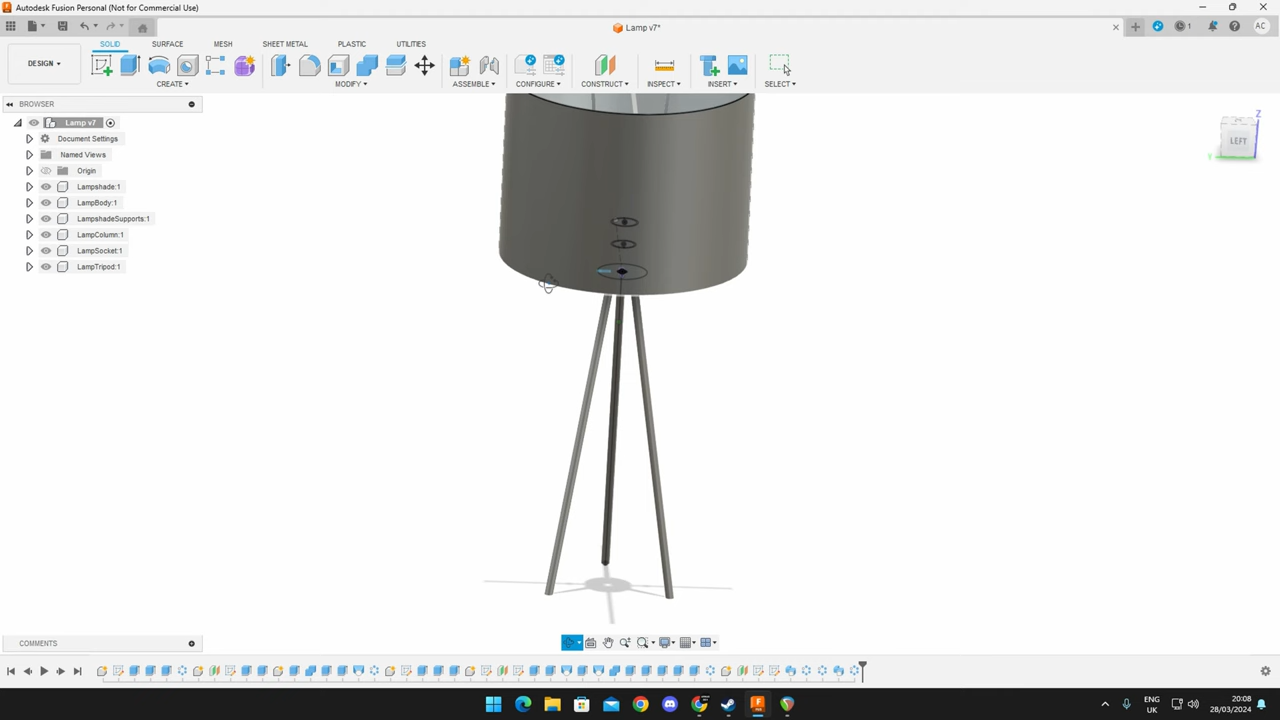 Autodesk Fusion Personal (Not for Commercial Use)
Lamp v7*
1
AC
DESIGN
SOLID
SURFACE
MESH
SHEET METAL
PLASTIC
UTILITIES
CREATE
MODIFY
ASSEMBLE
CONFIGURE
CONSTRUCT
INSPECT
INSERT
SELECT
BROWSER
Lamp v7
Document Settings
Named Views
Origin
Lampshade:1
LampBody:1
LampshadeSupports:1
LampColumn:1
LampSocket:1
LampTripod:1
Z
LEFT
Y
COMMENTS
ENG
UK
20:08
28/03/2024